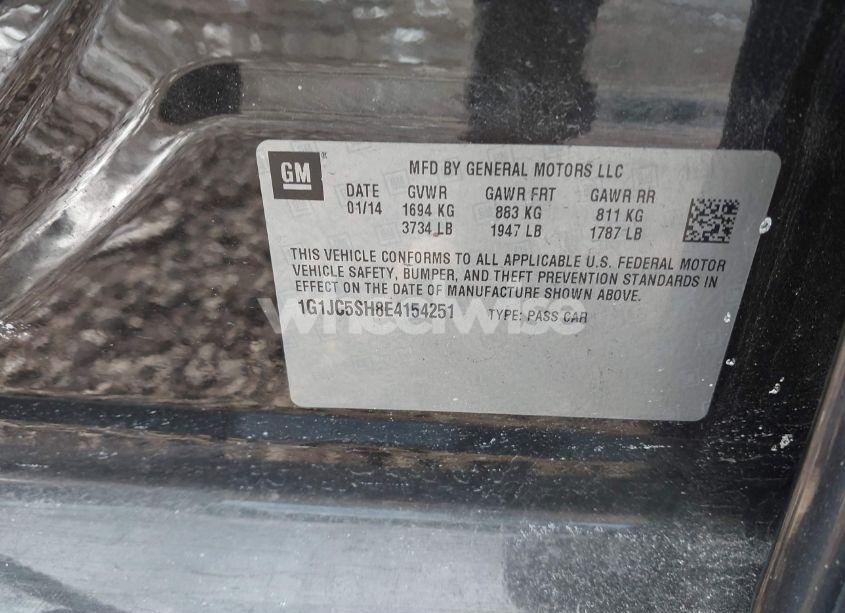 GM
MFD BY GENERAL MOTORS LLC
DATE GVWR GAWR FRT GAWR RR
01/14 1694 KG 883 KG 811 KG
3734 LB 1947 LB 1787 LB
THIS VEHICLE CONFORMS TO ALL APPLICABLE U.S. FEDERAL MOTOR
VEHICLE SAFETY, BUMPER, AND THEFT PREVENTION STANDARDS IN
EFFECT ON THE DATE OF MANUFACTURE SHOWN ABOVE.
1G1JC5SH8E4154251 TYPE: PASS CAR
wheelwise